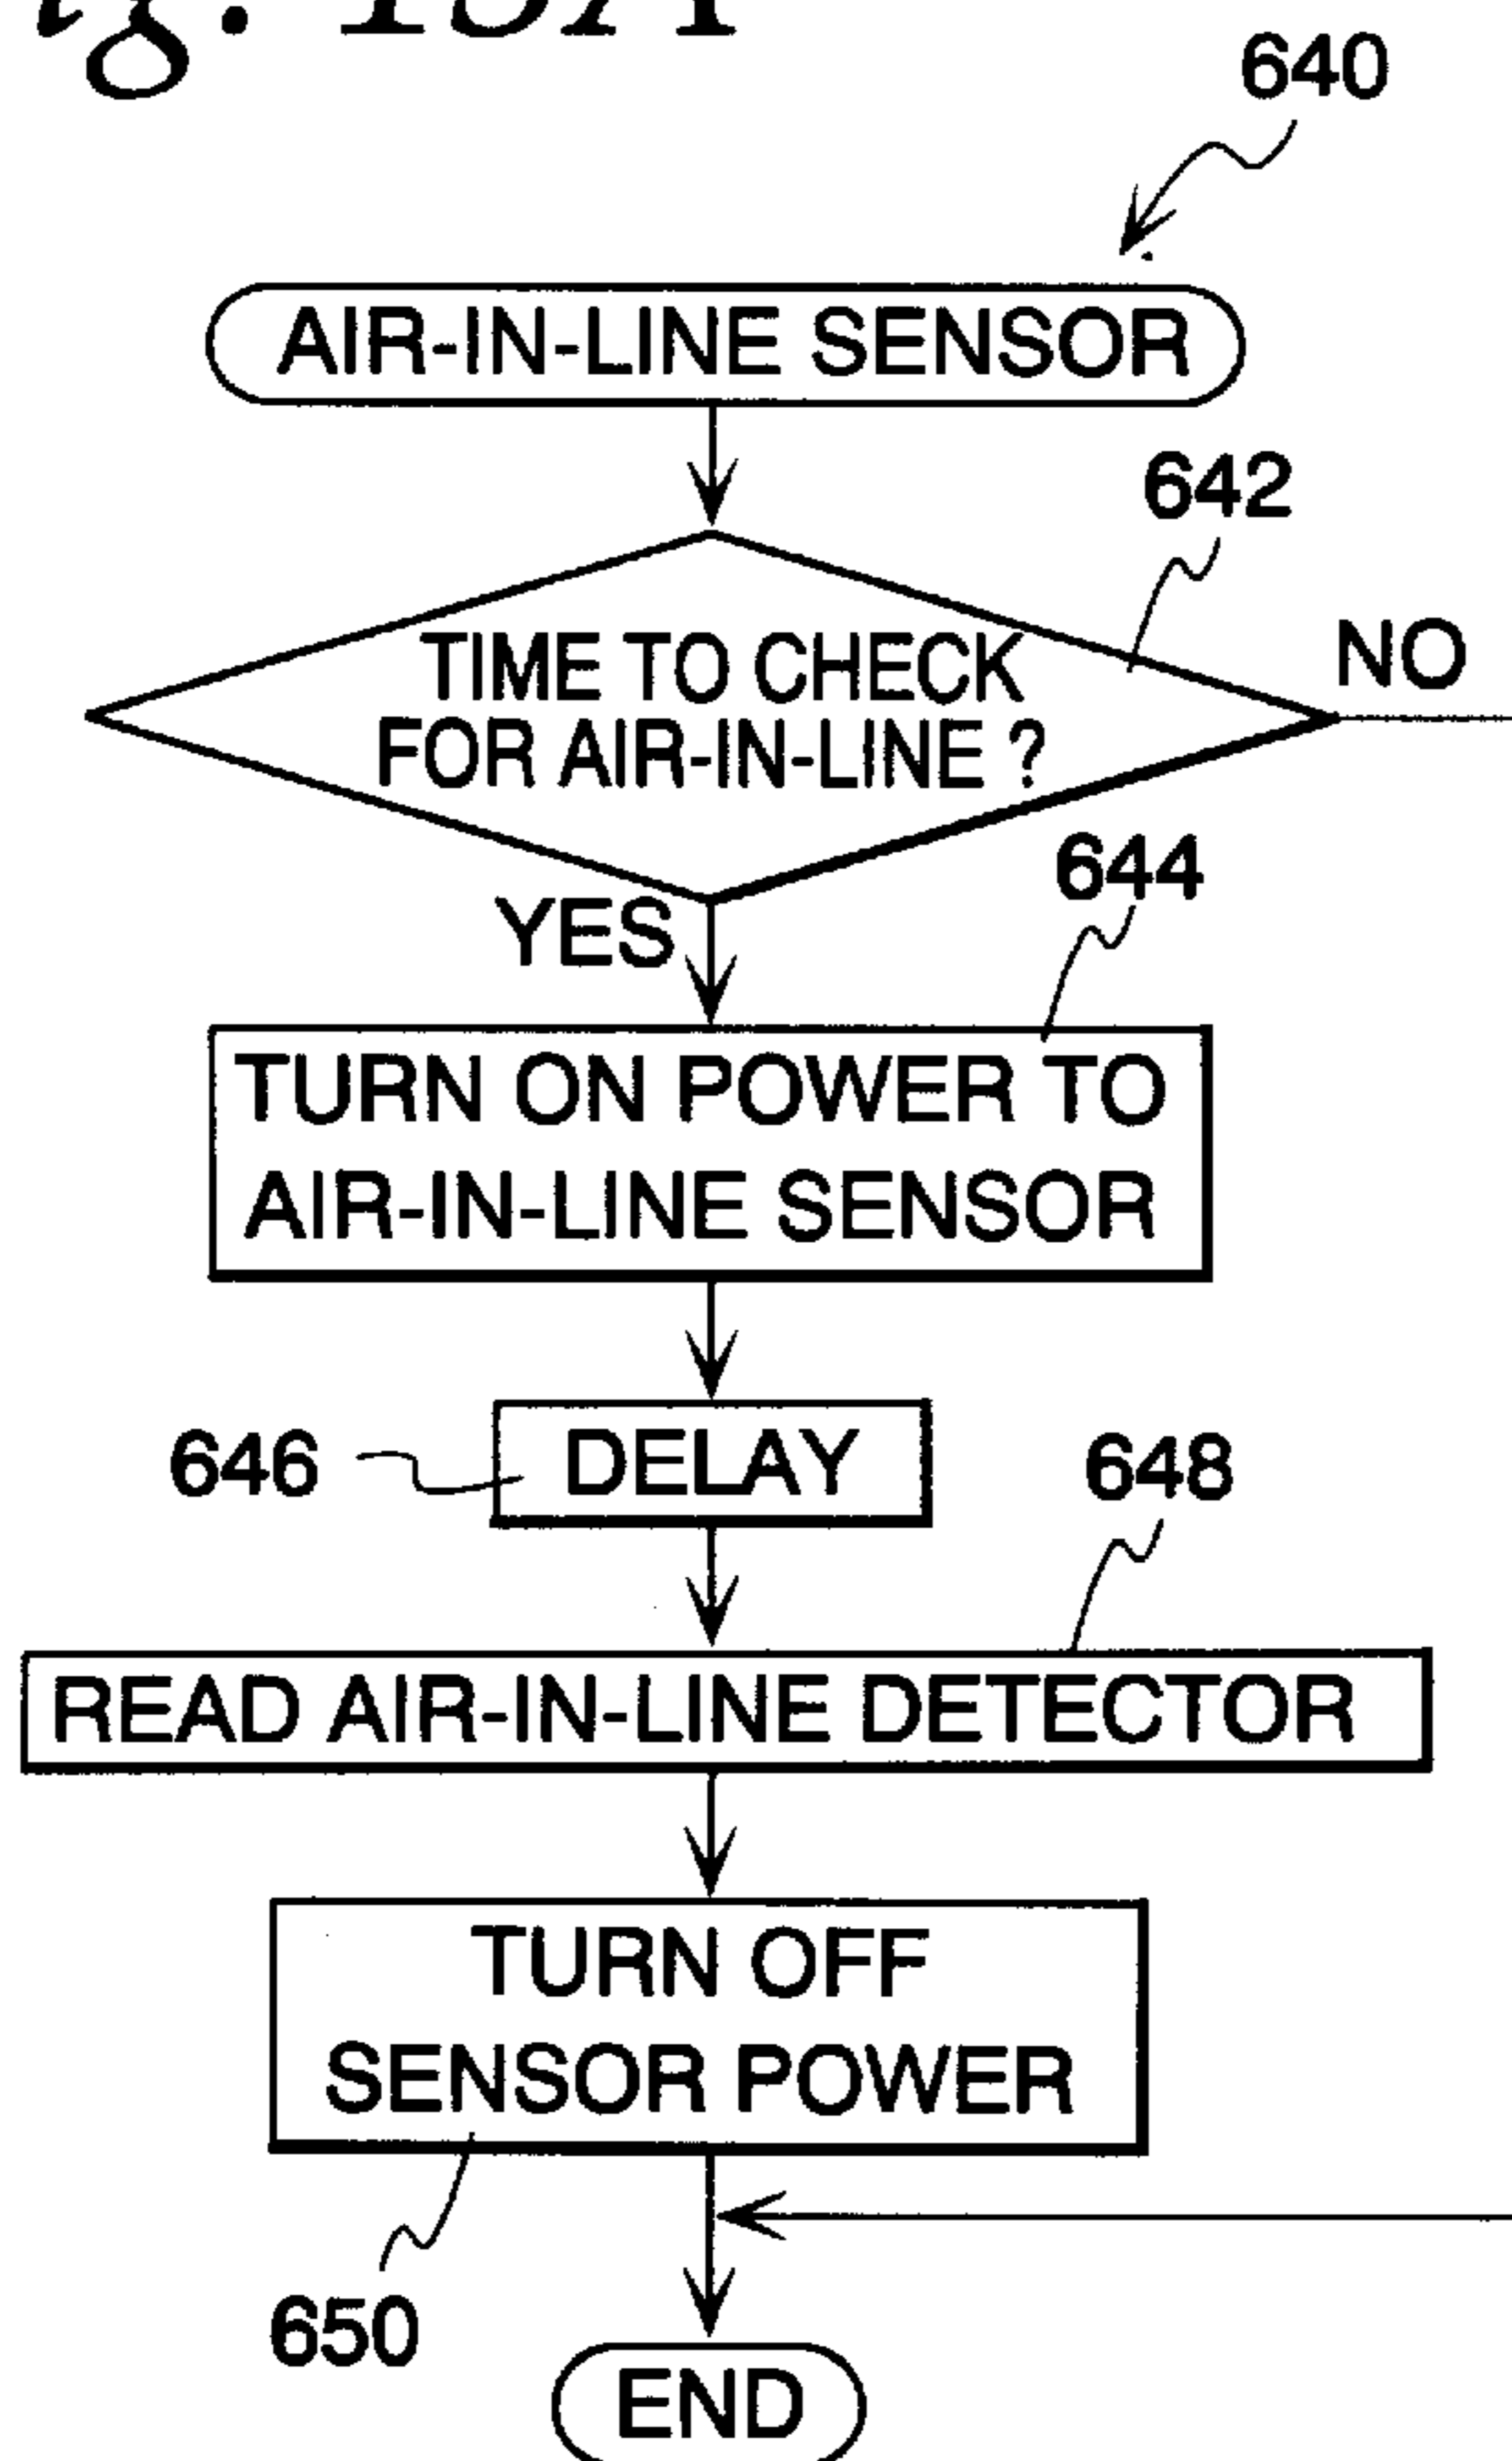 640
AIR-IN-LINE SENSOR
642
TIME TO CHECK
FOR AIR-IN-LINE ?
NO
YES
644
TURN ON POWER TO
AIR-IN-LINE SENSOR
646
DELAY
648
READ AIR-IN-LINE DETECTOR
TURN OFF
SENSOR POWER
650
END